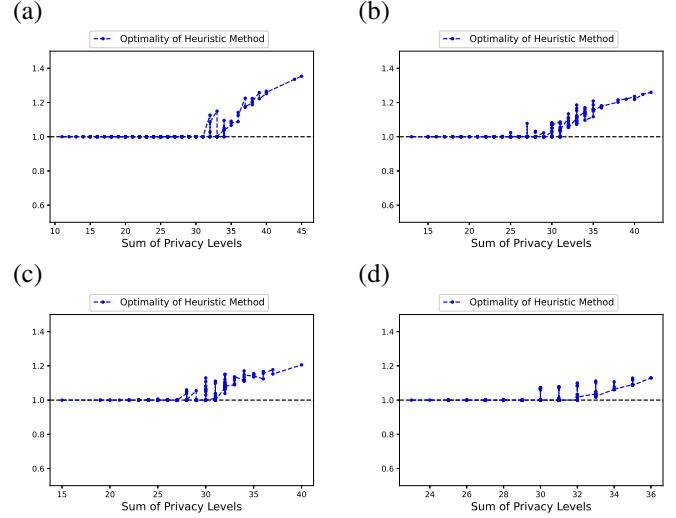 (a)
Optimality of Heuristic Method
1.4
1.2
1.0
0.8
0.6
10 15 20 25 30 35 40 45
Sum of Privacy Levels
(b)
Optimality of Heuristic Method
1.4
1.2
1.0
0.8
0.6
15 20 25 30 35 40
Sum of Privacy Levels
(c)
Optimality of Heuristic Method
1.4
1.2
1.0
0.8
0.6
15 20 25 30 35 40
Sum of Privacy Levels
(d)
Optimality of Heuristic Method
1.4
1.2
1.0
0.8
0.6
24 26 28 30 32 34 36
Sum of Privacy Levels